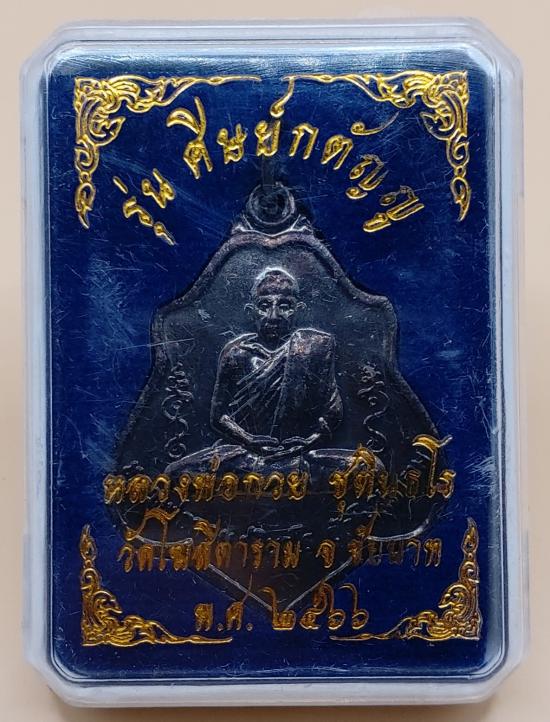 รุ่น ศิษย์กตัญญู
หลวงพ่อกวย ชุตินฺธโร
วัดโฆสิตาราม จ.ชัยนาท
พ.ศ.๒๕๖๖